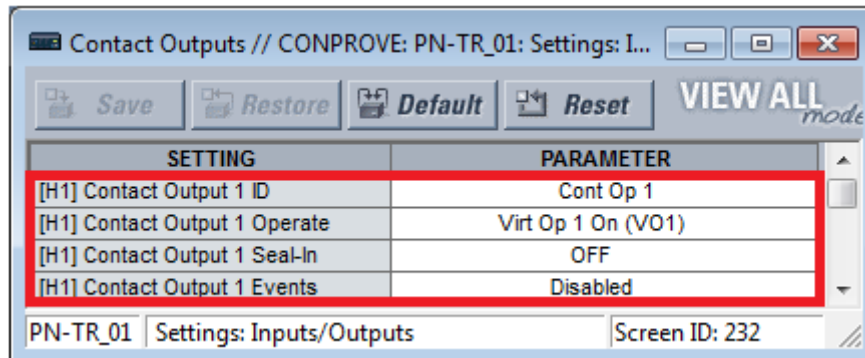 Contact Outputs // CONPROVE: PN-TR_01: Settings: I...
Save Restore Default Reset VIEW ALL mode
SETTING PARAMETER
[H1] Contact Output 1 ID Cont Op 1
[H1] Contact Output 1 Operate Virt Op 1 On (VO1)
[H1] Contact Output 1 Seal-In OFF
[H1] Contact Output 1 Events Disabled
PN-TR_01 Settings: Inputs/Outputs Screen ID: 232